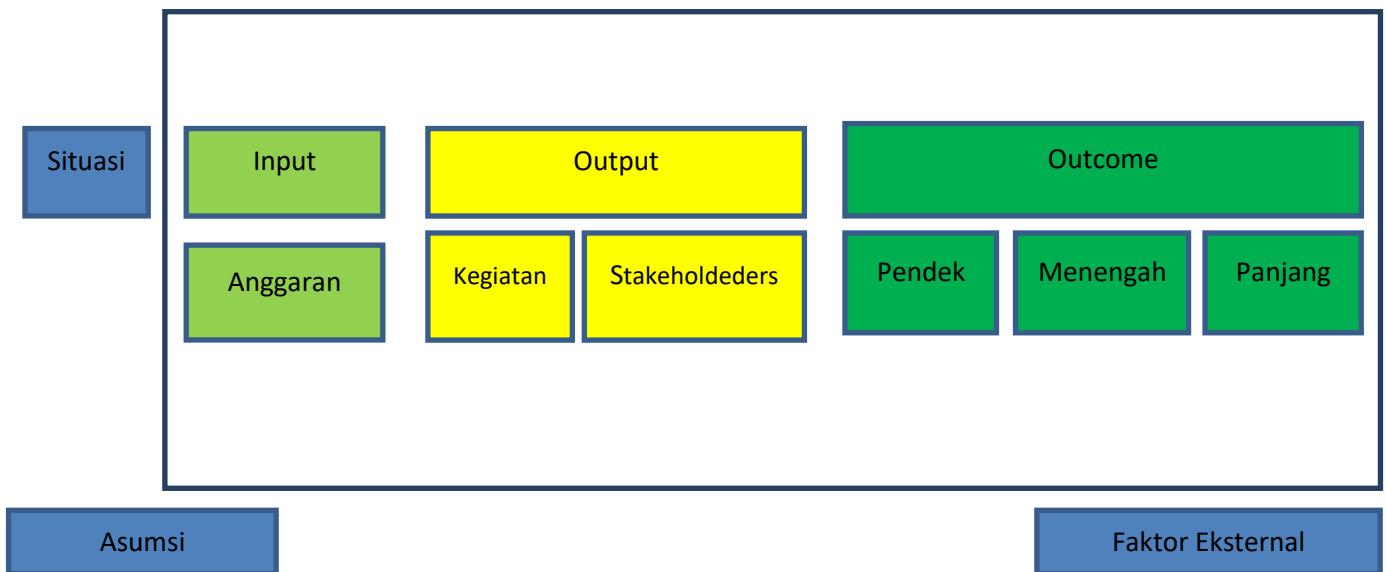 Situasi
Input
Output
Outcome
Anggaran
Kegiatan
Stakeholdeders
Pendek
Menengah
Panjang
Asumsi
Faktor Eksternal